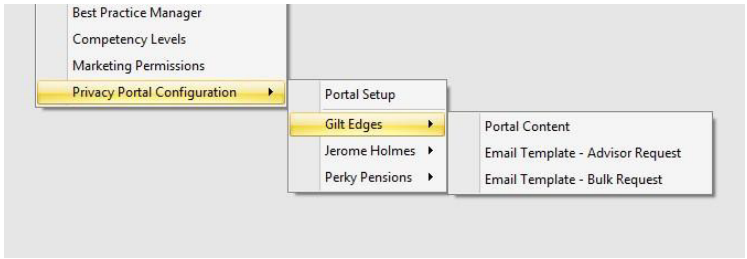 Best Practice Manager
Competency Levels
Marketing Permissions
Privacy Portal Configuration
Portal Setup
Gilt Edges
Jerome Holmes
Perky Pensions
Portal Content
Email Template - Advisor Request
Email Template - Bulk Request